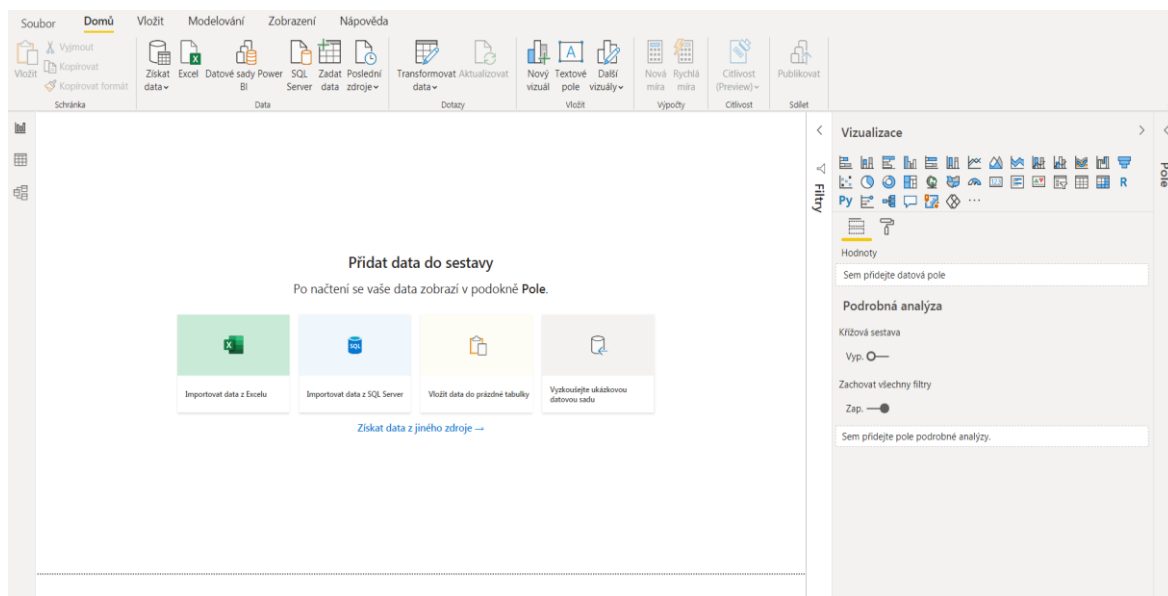 Soubor Domů Vložit Modelování Zobrazení Nápověda
Vložit
Vyjmout
Kopírovat
Kopírovat formát
Schránka
Získat data
Excel
Datové sady Power BI
SQL Server
Zadat data
Poslední zdroje
Data
Transformovat data
Aktualizovat
Dotazy
Nový vizuál
Textové pole
Další vizuály
Vložit
Nová míra
Rychlá míra
Výpočty
Citlivost (Preview)
Citlivost
Publikovat
Sdílet
Přidat data do sestavy
Po načtení se vaše data zobrazí v podokně Pole.
Importovat data z Excelu
SQL
Importovat data z SQL Server
Vložit data do prázdné tabulky
Vyzkoušejte ukázkovou
datovou sadu
Získat data z jiného zdroje →
Filtry
Vizualizace
R
Py
Hodnoty
Sem přidejte datová pole
Podrobná analýza
Křížová sestava
Vyp.
Zachovat všechny filtry
Zap.
Sem přidejte pole podrobné analýzy.
Pole